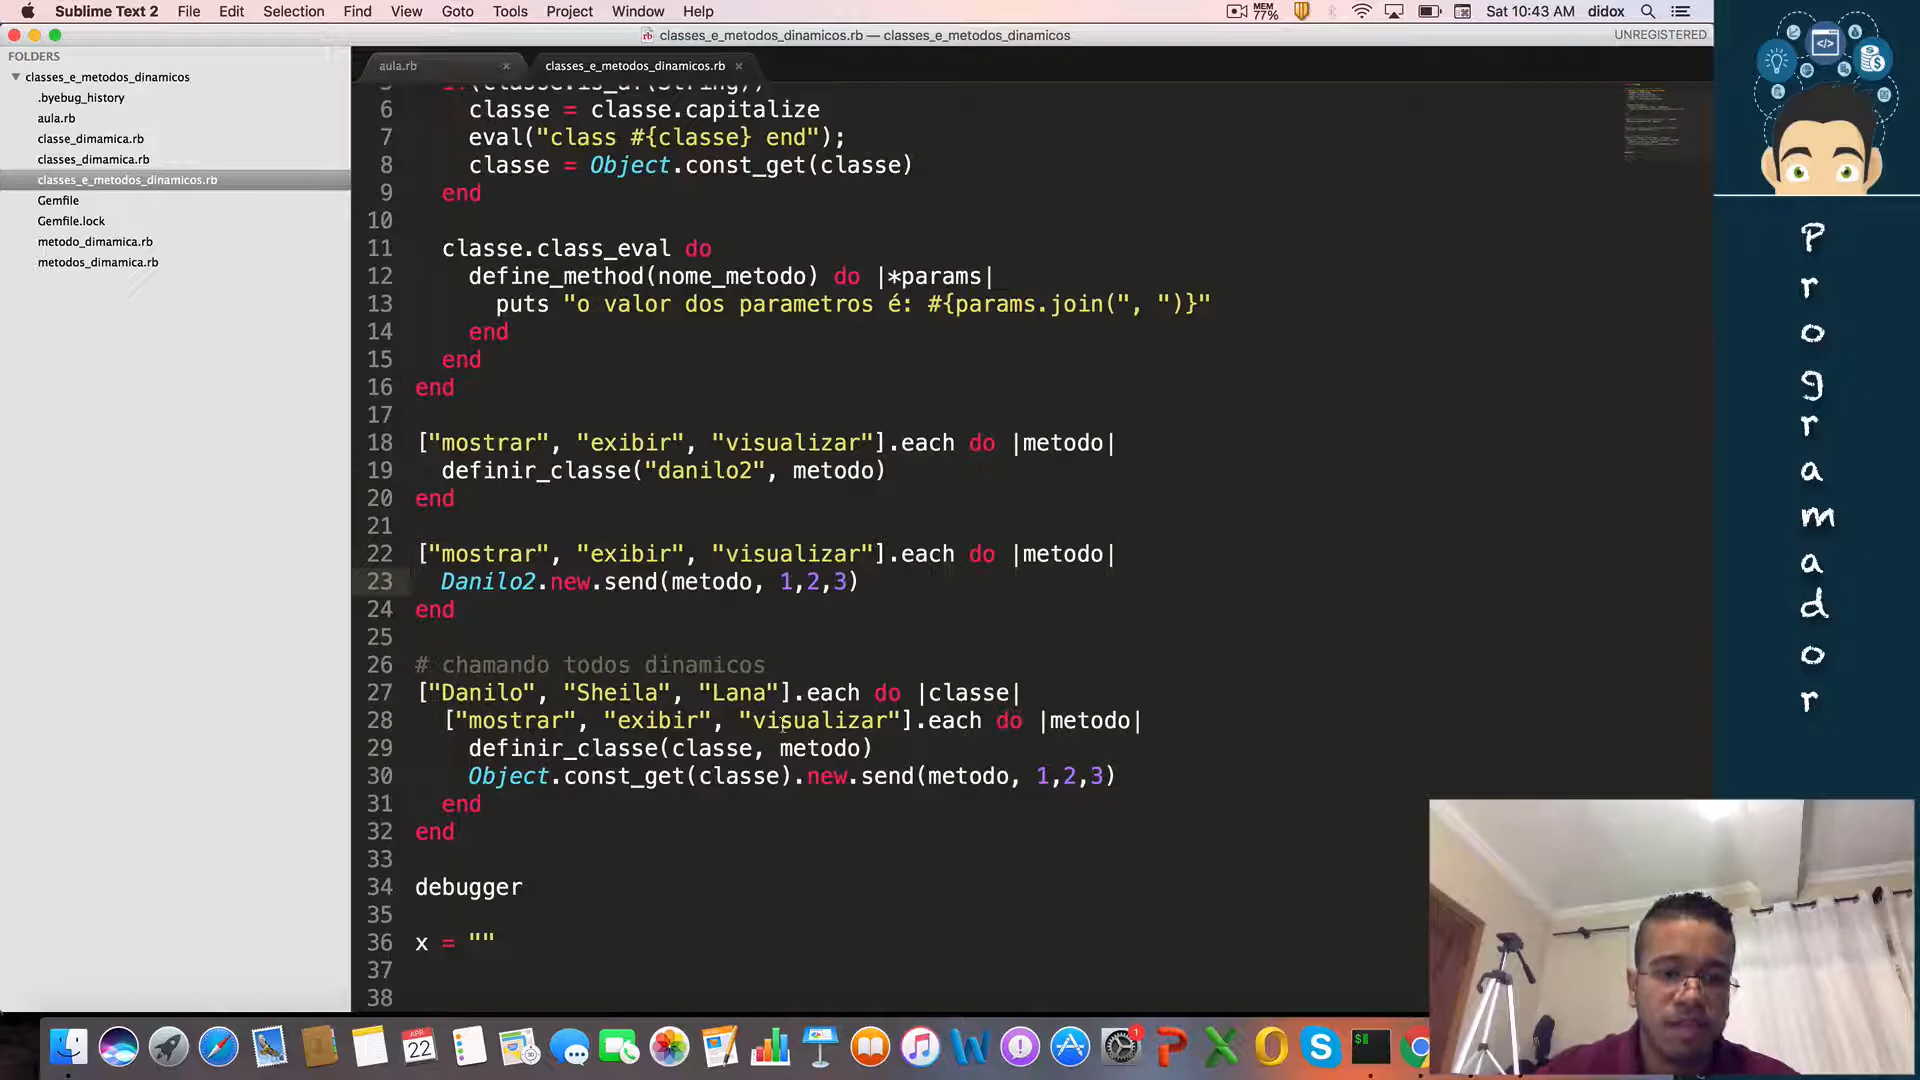 Sublime Text 2 File Edit Selection Find View Goto Tools Project Window Help MEM 77% Sat 10:43 AM didox
classes_e_metodos_dinamicos.rb — classes_e_metodos_dinamicos UNREGISTERED
FOLDERS
classes_e_metodos_dinamicos
.byebug_history
aula.rb
classe_dimamica.rb
classes_dimamica.rb
classes_e_metodos_dinamicos.rb
Gemfile
Gemfile.lock
metodo_dimamica.rb
metodos_dimamica.rb
aula.rb × classes_e_metodos_dinamicos.rb ×
6 classe = classe.capitalize
7 eval("class #{classe} end");
8 classe = Object.const_get(classe)
9 end
10
11 classe.class_eval do
12 define_method(nome_metodo) do |*params|
13 puts "o valor dos parametros é: #{params.join(", ")}"
14 end
15 end
16 end
17
18 ["mostrar", "exibir", "visualizar"].each do |metodo|
19 definir_classe("danilo2", metodo)
20 end
21
22 ["mostrar", "exibir", "visualizar"].each do |metodo|
23 Danilo2.new.send(metodo, 1,2,3)
24 end
25
26 # chamando todos dinamicos
27 ["Danilo", "Sheila", "Lana"].each do |classe|
28 ["mostrar", "exibir", "visualizar"].each do |metodo|
29 definir_classe(classe, metodo)
30 Object.const_get(classe).new.send(metodo, 1,2,3)
31 end
32 end
33
34 debugger
35
36 x = ""
37
38
Programador
APR
22